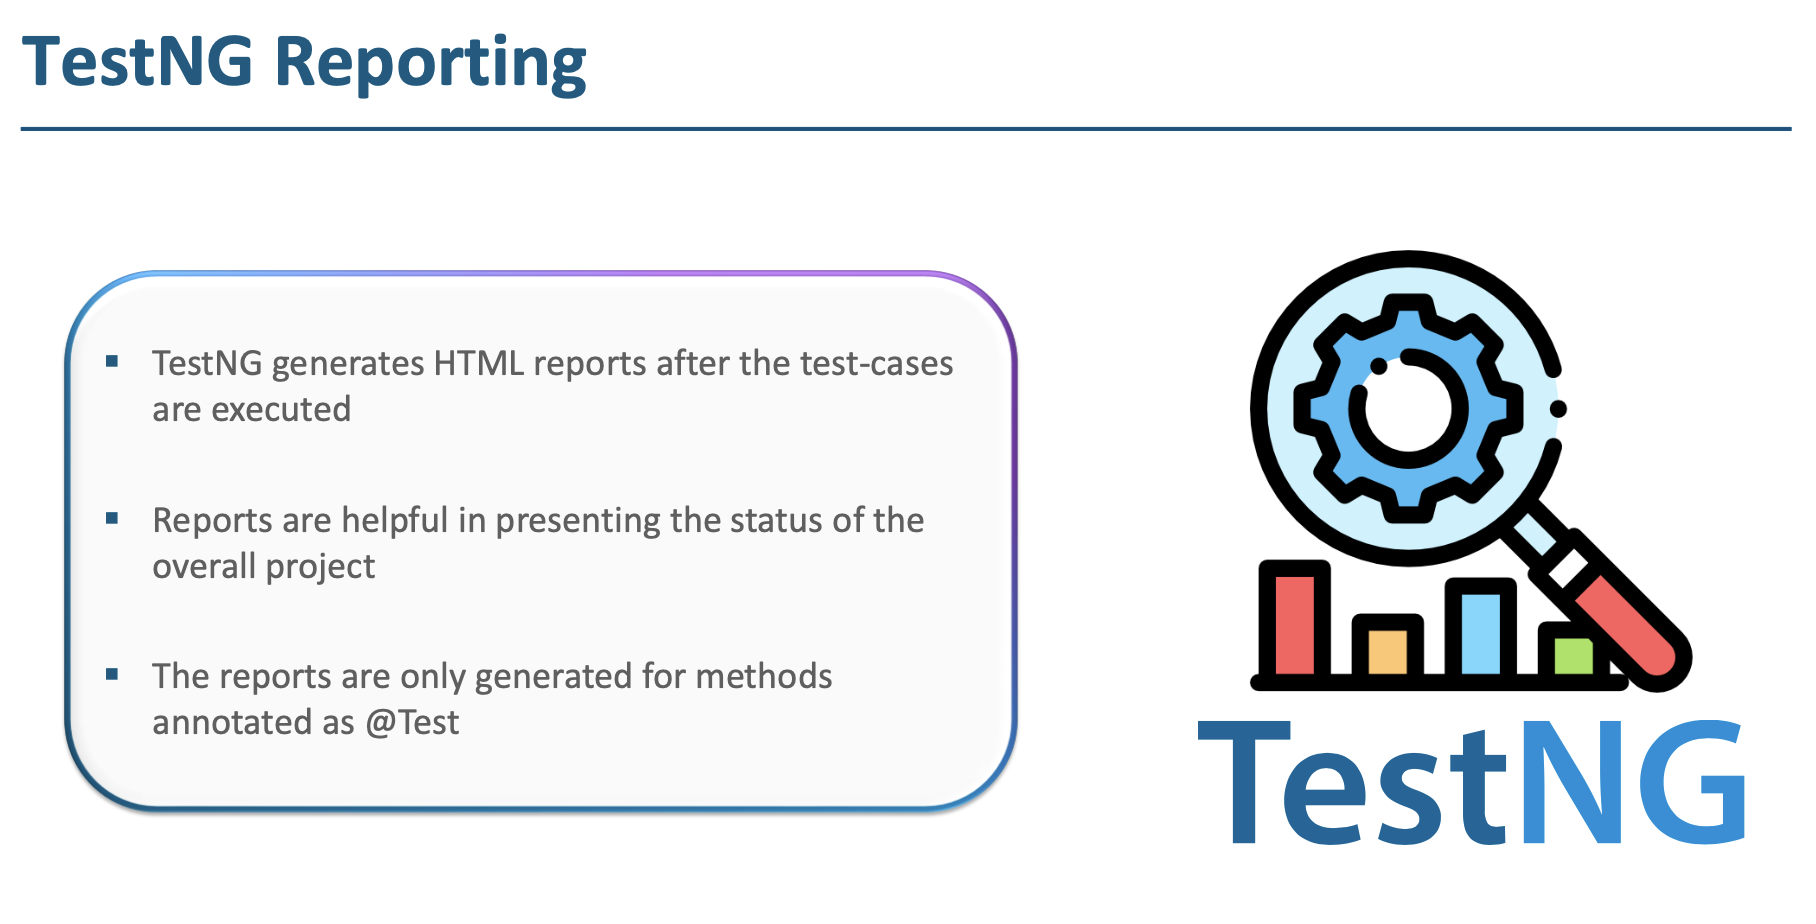 TestNG Reporting
▪ TestNG generates HTML reports after the test-cases
are executed
▪ Reports are helpful in presenting the status of the
overall project
▪ The reports are only generated for methods
annotated as @Test
TestNG